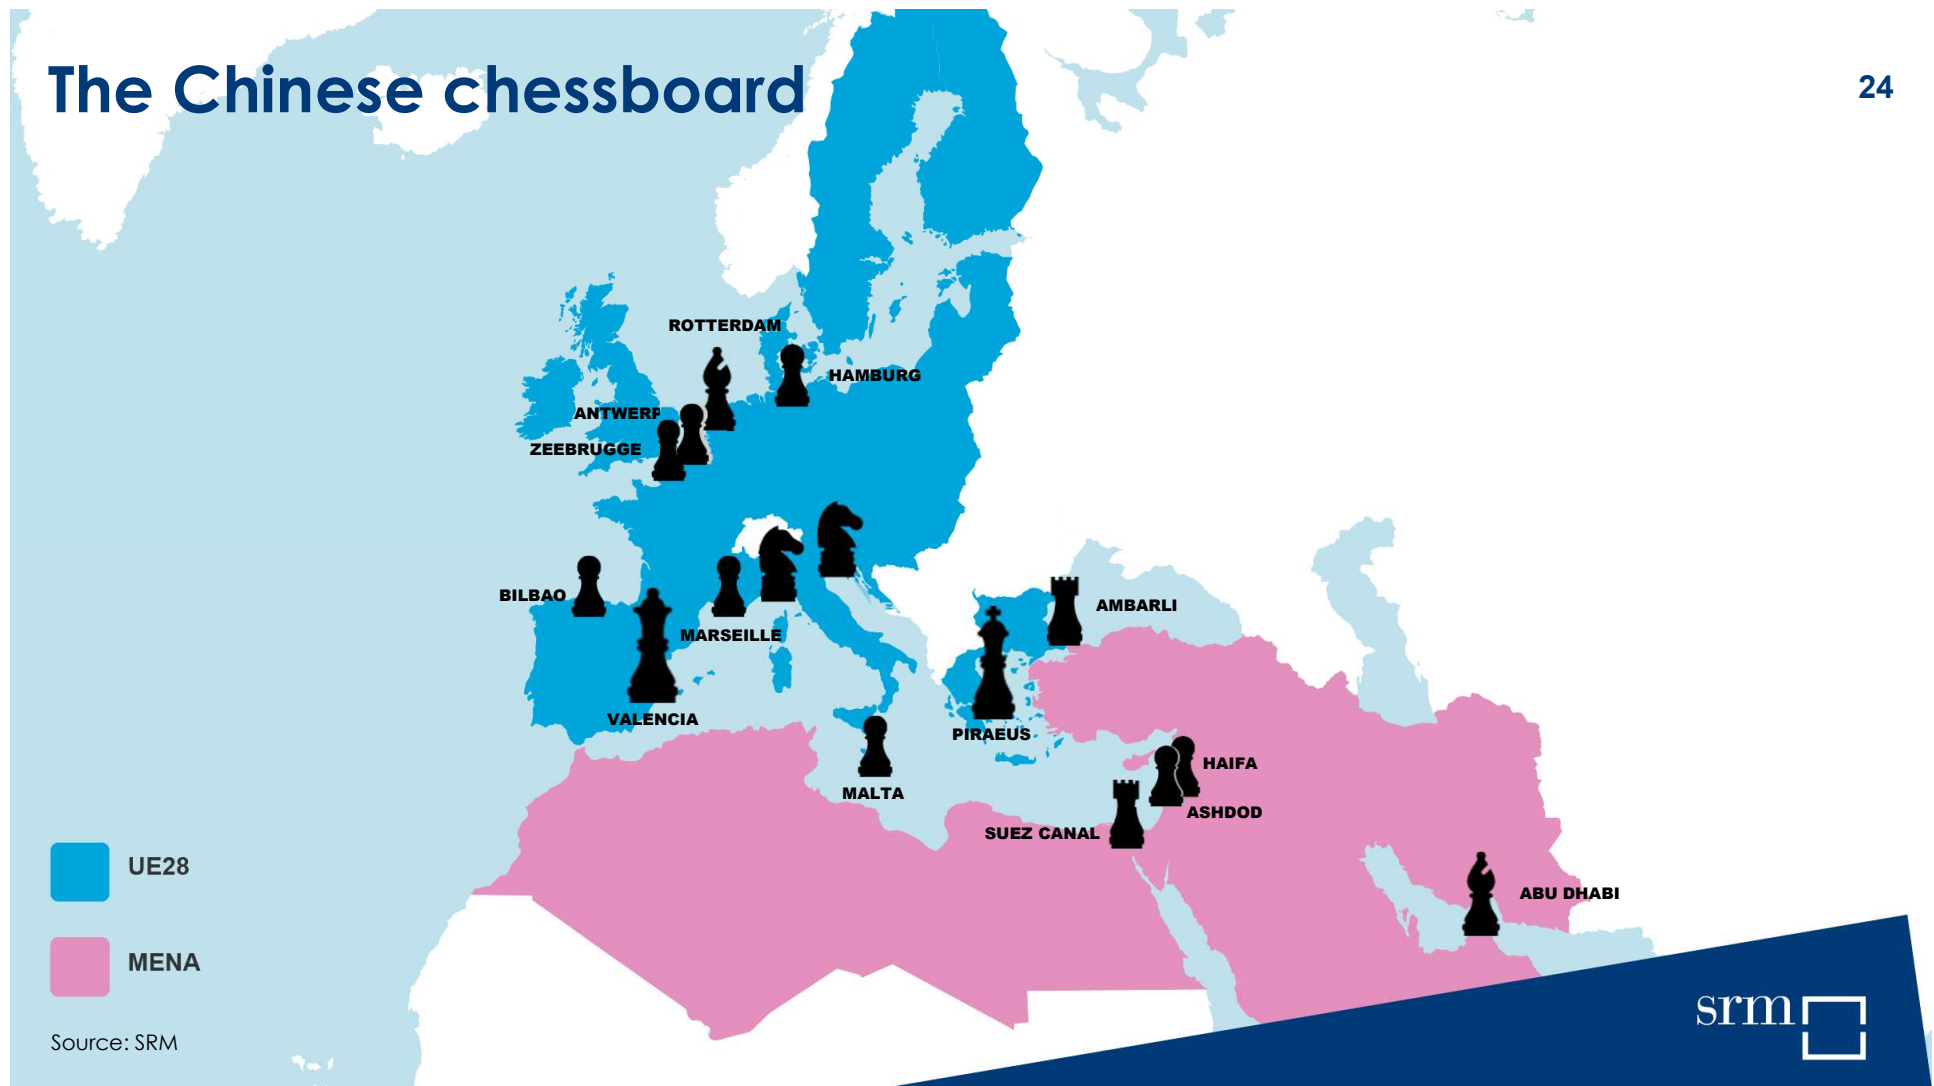 The Chinese chessboard
24
ROTTERDAM
HAMBURG
ANTWERP
ZEEBRUGGE
BILBAO
AMBARLI
MARSEILLE
VALENCIA
PIRAEUS
HAIFA
MALTA
ASHDOD
SUEZ CANAL
UE28
ABU DHABI
MENA
srm
Source: SRM